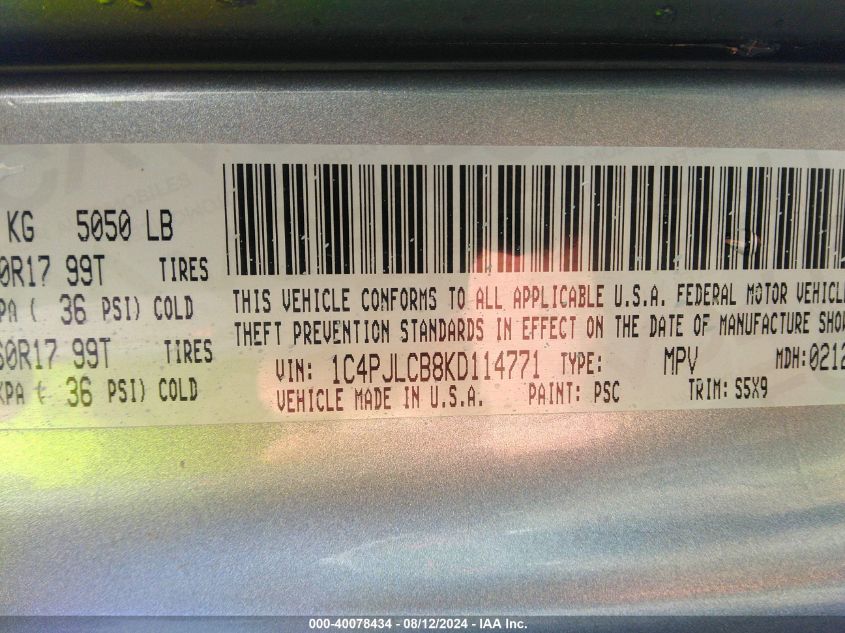 KG 5050 LB
0R17 99T TIRES
PA ( 36 PSI) COLD
60R17 99T TIRES
KPA ( 36 PSI) COLD
THIS VEHICLE CONFORMS TO ALL APPLICABLE U.S.A. FEDERAL MOTOR VEHICLE
THEFT PREVENTION STANDARDS IN EFFECT ON THE DATE OF MANUFACTURE SHOW
VIN: 1C4PJLCB8KD114771 TYPE: MPV MDH:0212
VEHICLE MADE IN U.S.A. PAINT: PSC TRIM: S5X9
000-40078434 - 08/12/2024 - IAA Inc.